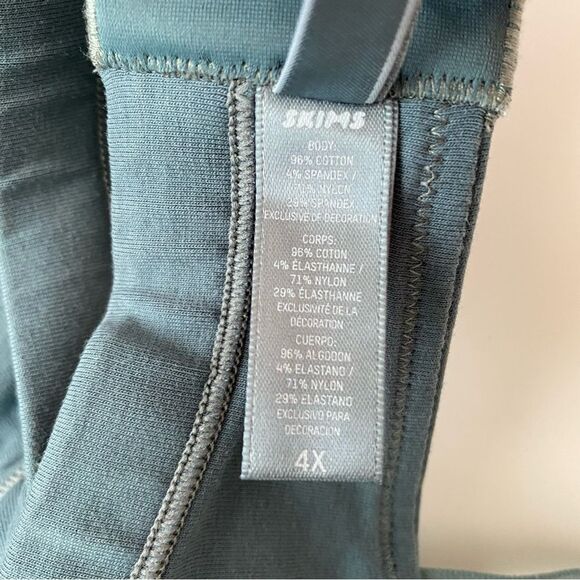 SKIMS
BODY:
96% COTTON
4% SPANDEX /
71% NYLON
29% SPANDEX
EXCLUSIVE OF DECORATION
CORPS:
96% COTON
4% ÉLASTHANNE /
71% NYLON
29% ÉLASTHANNE
EXCLUSIVITÉ DE LA
DÉCORATION
CUERPO:
96% ALGODON
4% ELASTANO /
71% NYLON
29% ELASTANO
EXCLUSIVO PARA
DECORACION
4X